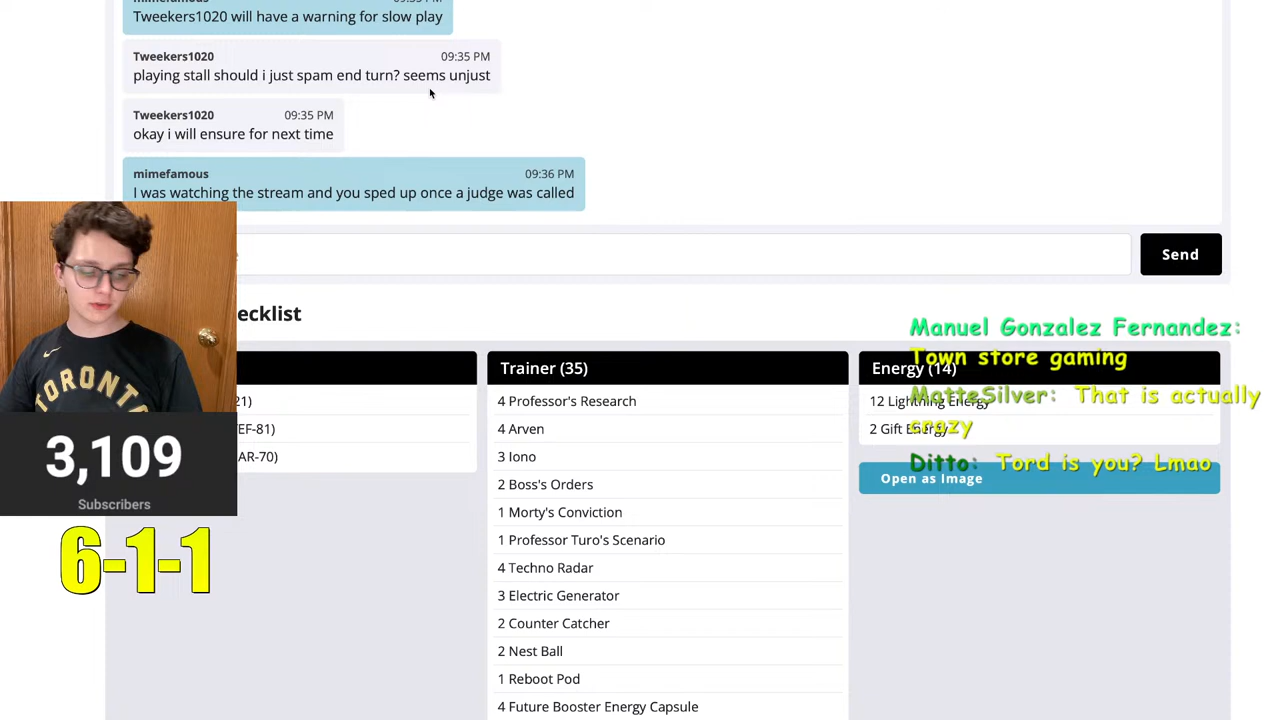 mimefamous 09:35 PM
Tweekers1020 will have a warning for slow play
Tweekers1020 09:35 PM
playing stall should i just spam end turn? seems unjust
Tweekers1020 09:35 PM
okay i will ensure for next time
mimefamous 09:36 PM
I was watching the stream and you sped up once a judge was called
Send
ecklist
Trainer (35)
Energy (14)
21)
EF-81)
AR-70)
4 Professor's Research
4 Arven
3 Iono
2 Boss's Orders
1 Morty's Conviction
1 Professor Turo's Scenario
4 Techno Radar
3 Electric Generator
2 Counter Catcher
2 Nest Ball
1 Reboot Pod
4 Future Booster Energy Capsule
12 Lightning Energy
2 Gift Energy
Open as Image
Manuel Gonzalez Fernandez:
Town store gaming
MatteSilver: That is actually
crazy
Ditto: Tord is you? Lmao
TORONTO
3,109
Subscribers
6-1-1